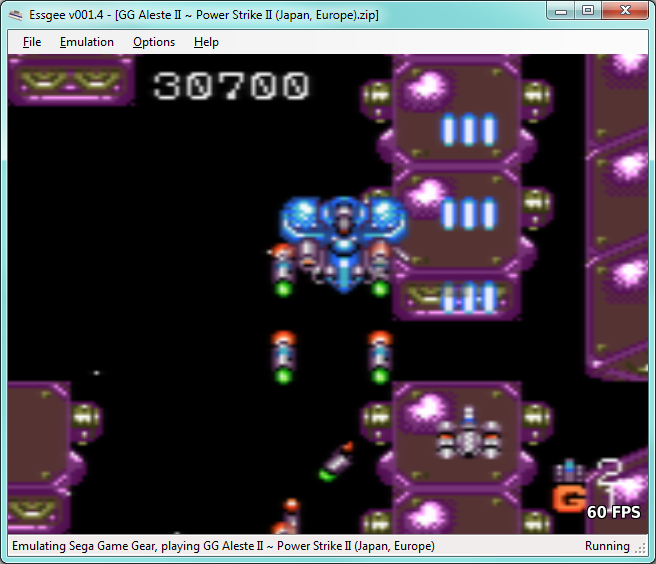 Essgee v001.4 - [GG Aleste II ~ Power Strike II (Japan, Europe).zip]
File Emulation Options Help
30700
2
G 1
60 FPS
Emulating Sega Game Gear, playing GG Aleste II ~ Power Strike II (Japan, Europe) Running